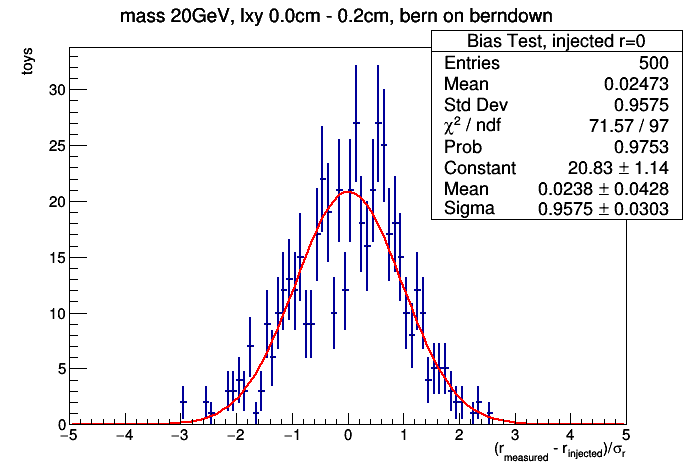 mass 20GeV, lxy 0.0cm - 0.2cm, bern on berndown
toys
Bias Test, injected r=0
Entries 500
Mean 0.02473
Std Dev 0.9575
χ² / ndf 71.57 / 97
Prob 0.9753
Constant 20.83 ± 1.14
Mean 0.0238 ± 0.0428
Sigma 0.9575 ± 0.0303
30
25
20
15
10
5
0
−5 −4 −3 −2 −1 0 1 2 3 4 5
(r_measured - r_injected)/σ_r